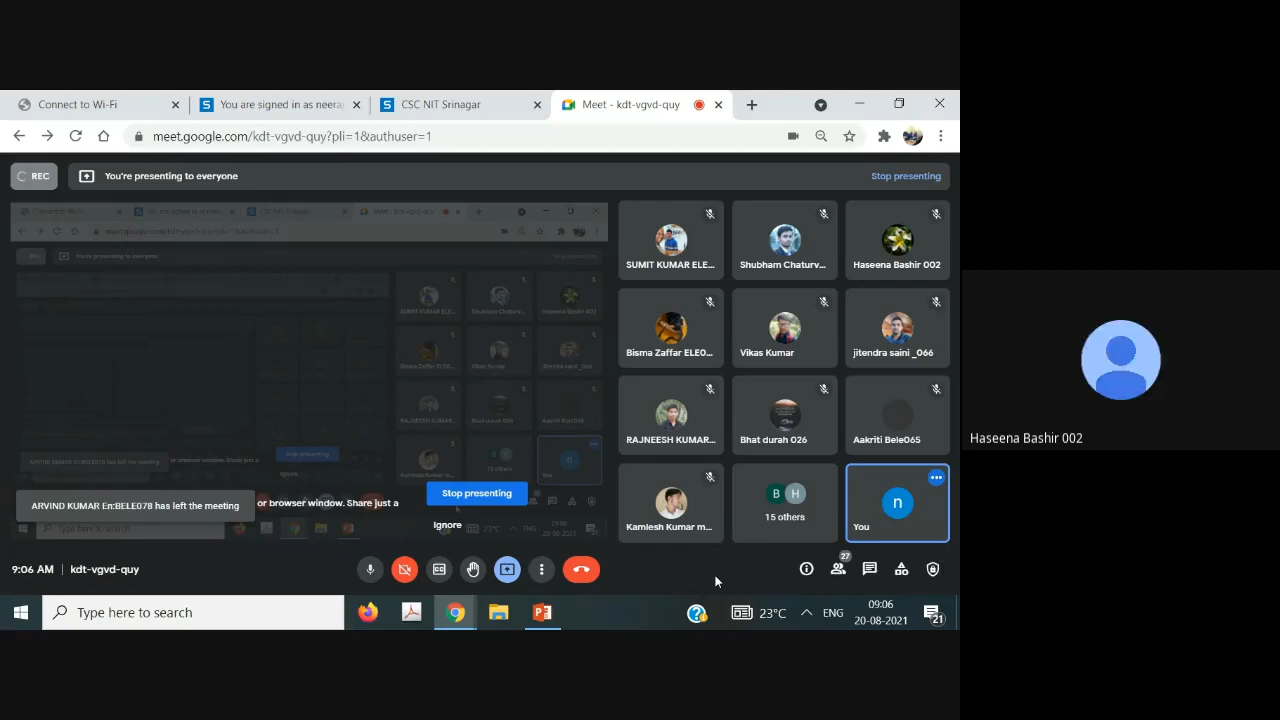 Connect to Wi-Fi
You are signed in as neeraj
CSC NIT Srinagar
Meet - kdt-vgvd-quy
meet.google.com/kdt-vgvd-quy?pli=1&authuser=1
REC
You're presenting to everyone
Stop presenting
SUMIT KUMAR ELE...
Shubham Chaturv...
Haseena Bashir 002
Bisma Zaffar ELE0...
Vikas Kumar
jitendra saini _066
RAJNEESH KUMAR...
Bhat durah 026
Aakriti Bele065
Kamlesh Kumar m...
B H
15 others
n
You
ARVIND KUMAR En:BELE078 has left the meeting
or browser window. Share just a
Stop presenting
Ignore
Haseena Bashir 002
9:06 AM | kdt-vgvd-quy
27
Type here to search
23°C
ENG
09:06
20-08-2021
21